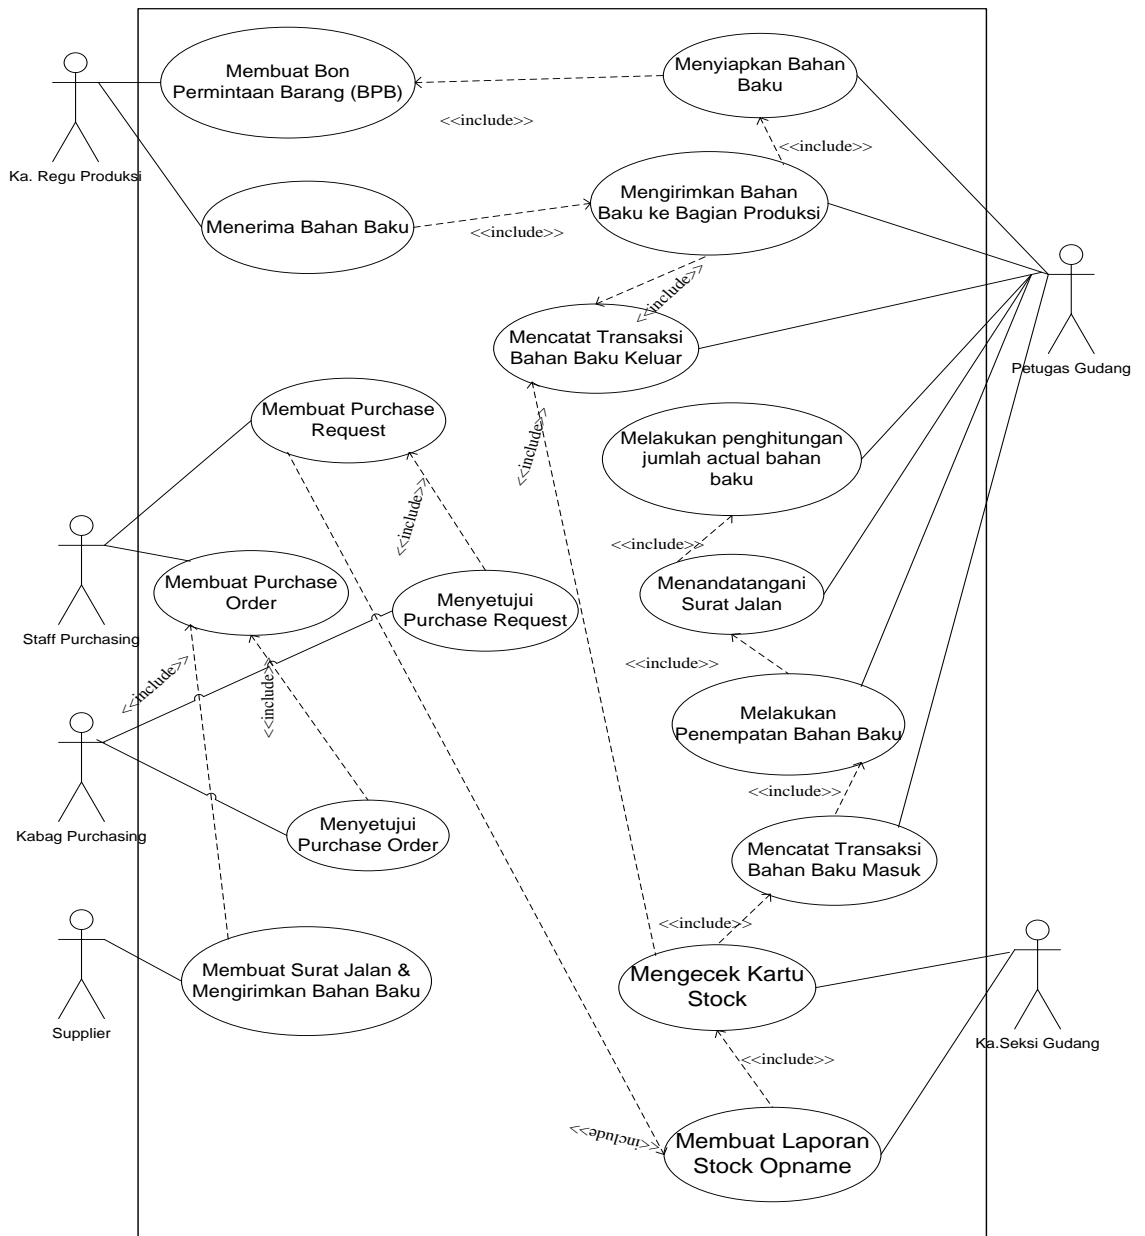 Membuat Bon
Permintaan Barang (BPB)
Menyiapkan Bahan
Baku
<<include>>
<<include>>
Ka. Regu Produksi
Mengirimkan Bahan
Baku ke Bagian Produksi
Menerima Bahan Baku
<<include>>
<<include>>
Mencatat Transaksi
Bahan Baku Keluar
Petugas Gudang
Membuat Purchase
Request
<<include>>
Melakukan penghitungan
jumlah actual bahan
baku
<<include>>
<<include>>
Staff Purchasing
Membuat Purchase
Order
Menyetujui
Purchase Request
Menandatangani
Surat Jalan
<<include>>
<<include>>
<<include>>
Melakukan
Penempatan Bahan Baku
Kabag Purchasing
<<include>>
Menyetujui
Purchase Order
Mencatat Transaksi
Bahan Baku Masuk
<<include>>
Membuat Surat Jalan &
Mengirimkan Bahan Baku
Mengecek Kartu
Stock
Supplier
Ka.Seksi Gudang
<<include>>
<<include>>
Membuat Laporan
Stock Opname